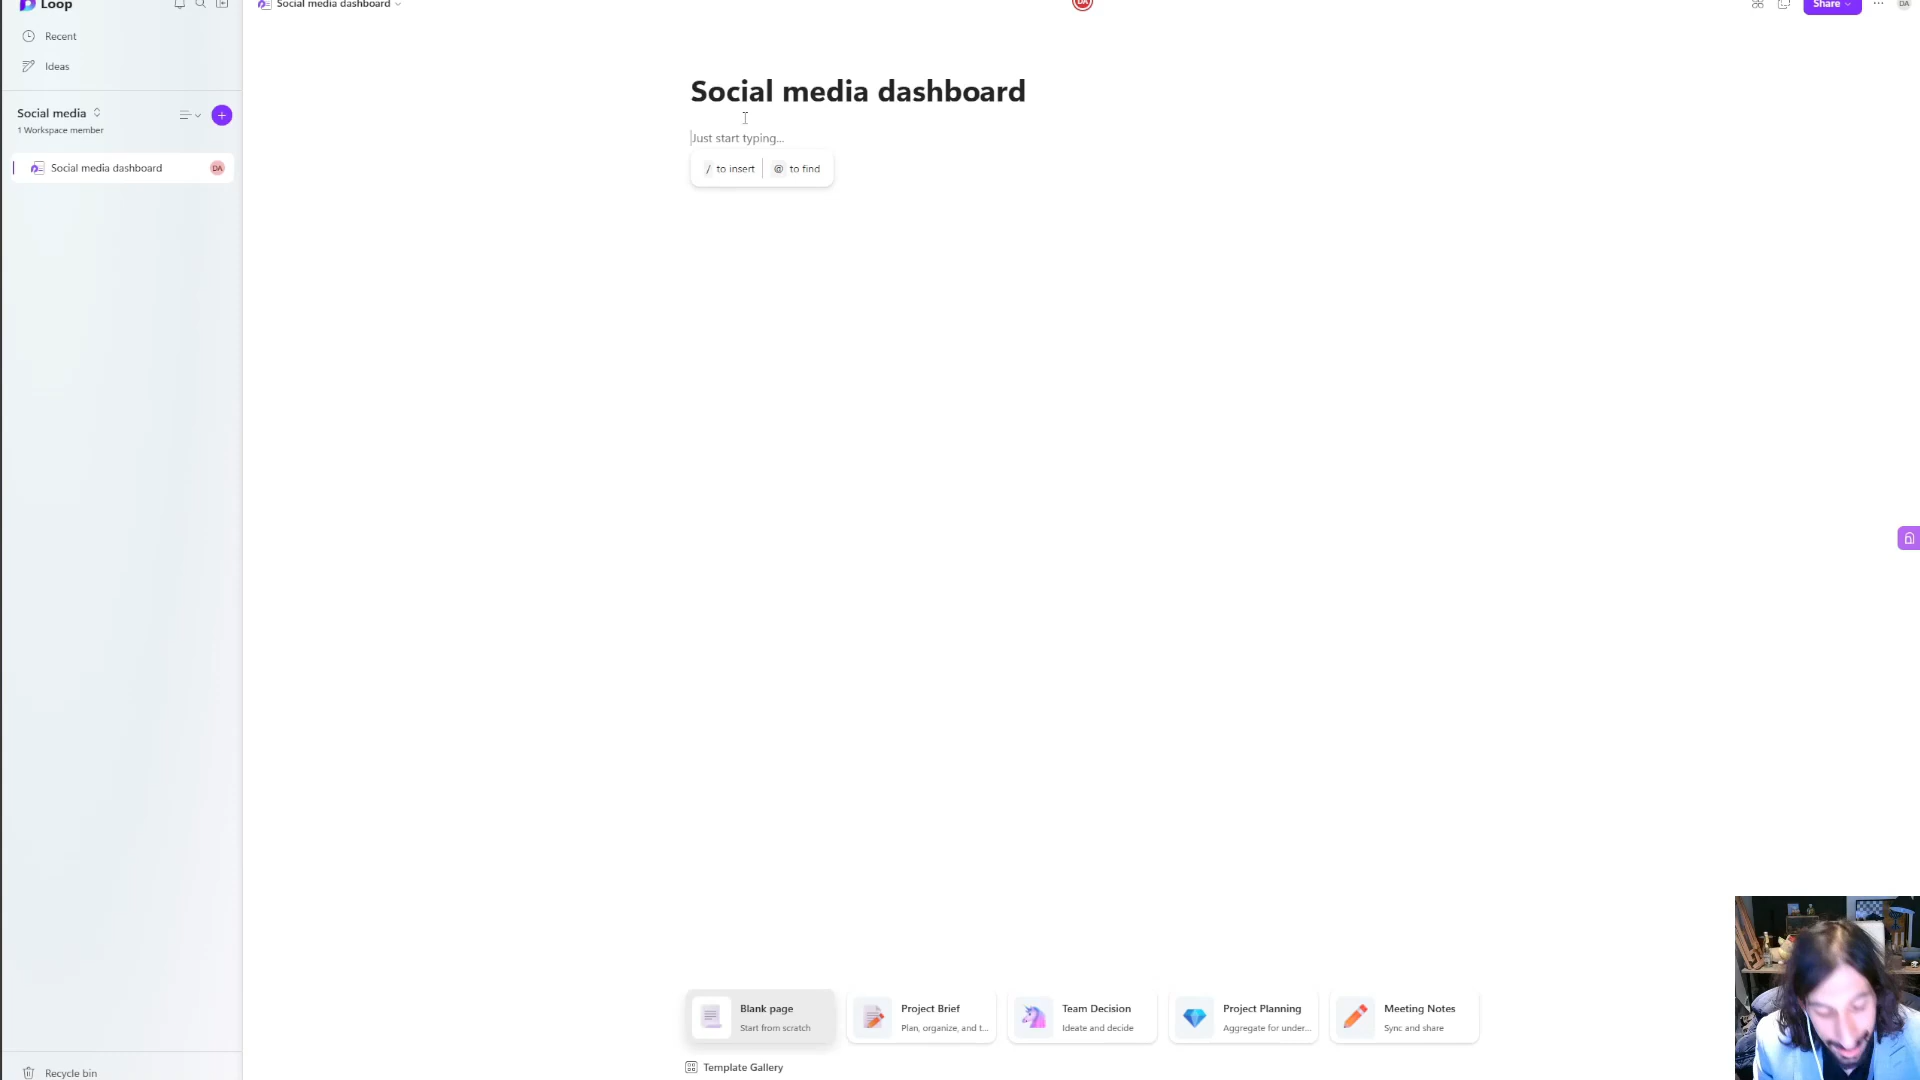 Loop
Recent
Ideas
Social media
1 Workspace member
Social media dashboard
DA
Recycle bin
Social media dashboard
DA
Share
DA
Social media dashboard
Just start typing...
/ to insert
@ to find
Blank page
Start from scratch
Project Brief
Plan, organize, and t...
Team Decision
Ideate and decide
Project Planning
Aggregate for under...
Meeting Notes
Sync and share
Template Gallery